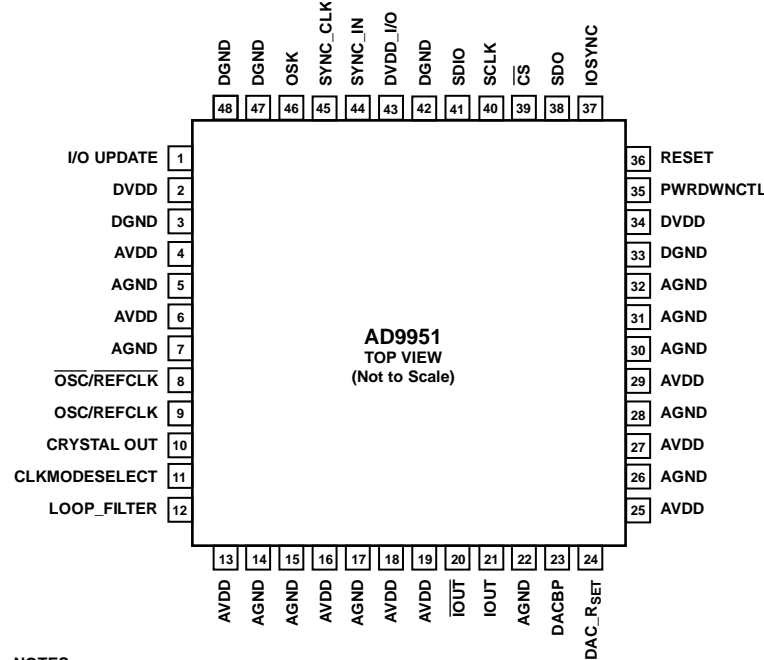 DGND
DGND
OSK
SYNC_CLK
SYNC_IN
DVDD_I/O
DGND
SDIO
SCLK
CS
SDO
IOSYNC
48 47 46 45 44 43 42 41 40 39 38 37
I/O UPDATE 1
DVDD 2
DGND 3
AVDD 4
AGND 5
AVDD 6
AGND 7
OSC/REFCLK 8
OSC/REFCLK 9
CRYSTAL OUT 10
CLKMODESELECT 11
LOOP_FILTER 12
AD9951
TOP VIEW
(Not to Scale)
36 RESET
35 PWRDWNCTL
34 DVDD
33 DGND
32 AGND
31 AGND
30 AGND
29 AVDD
28 AGND
27 AVDD
26 AGND
25 AVDD
13 14 15 16 17 18 19 20 21 22 23 24
AVDD
AGND
AGND
AVDD
AGND
AVDD
AVDD
IOUT
IOUT
AGND
DACBP
DAC_RSET